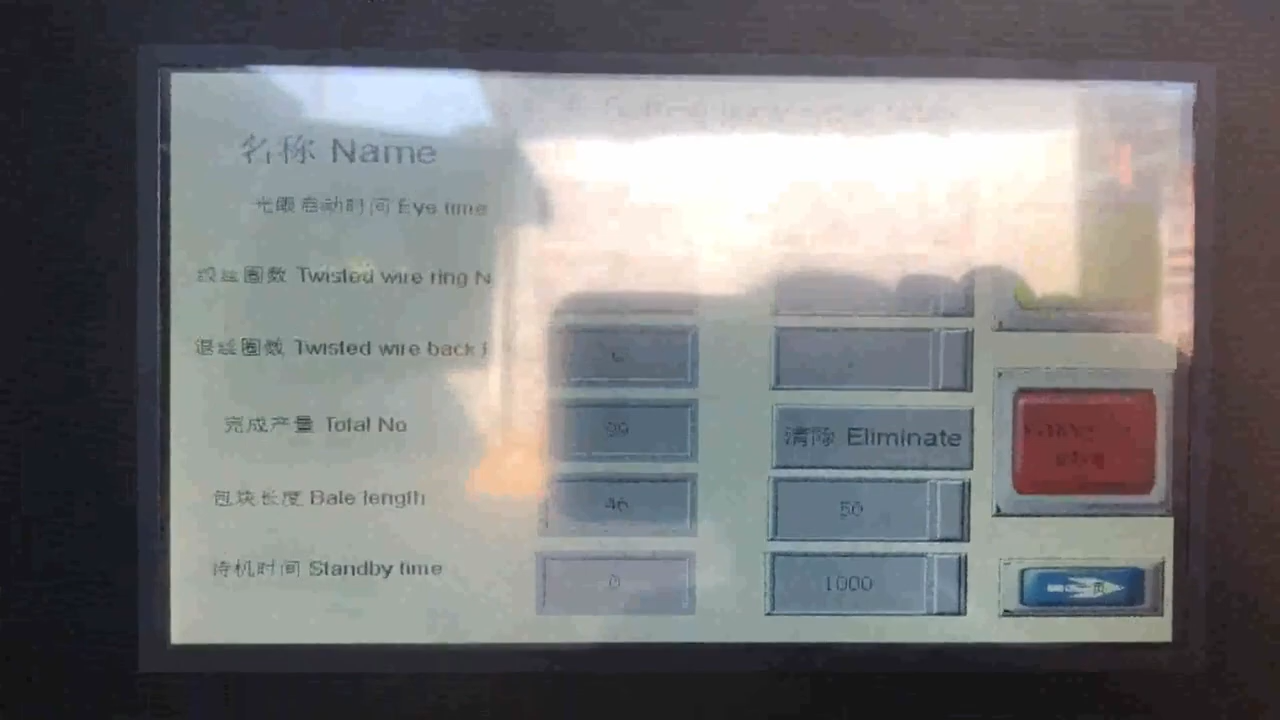 名称 Name
光眼启动时间 Eye time
绞丝圈数 Twisted wire ring N
退丝圈数 Twisted wire back
完成产量 Total No
99
清除 Eliminate
包块长度 Bale length
46
50
待机时间 Standby time
0
1000